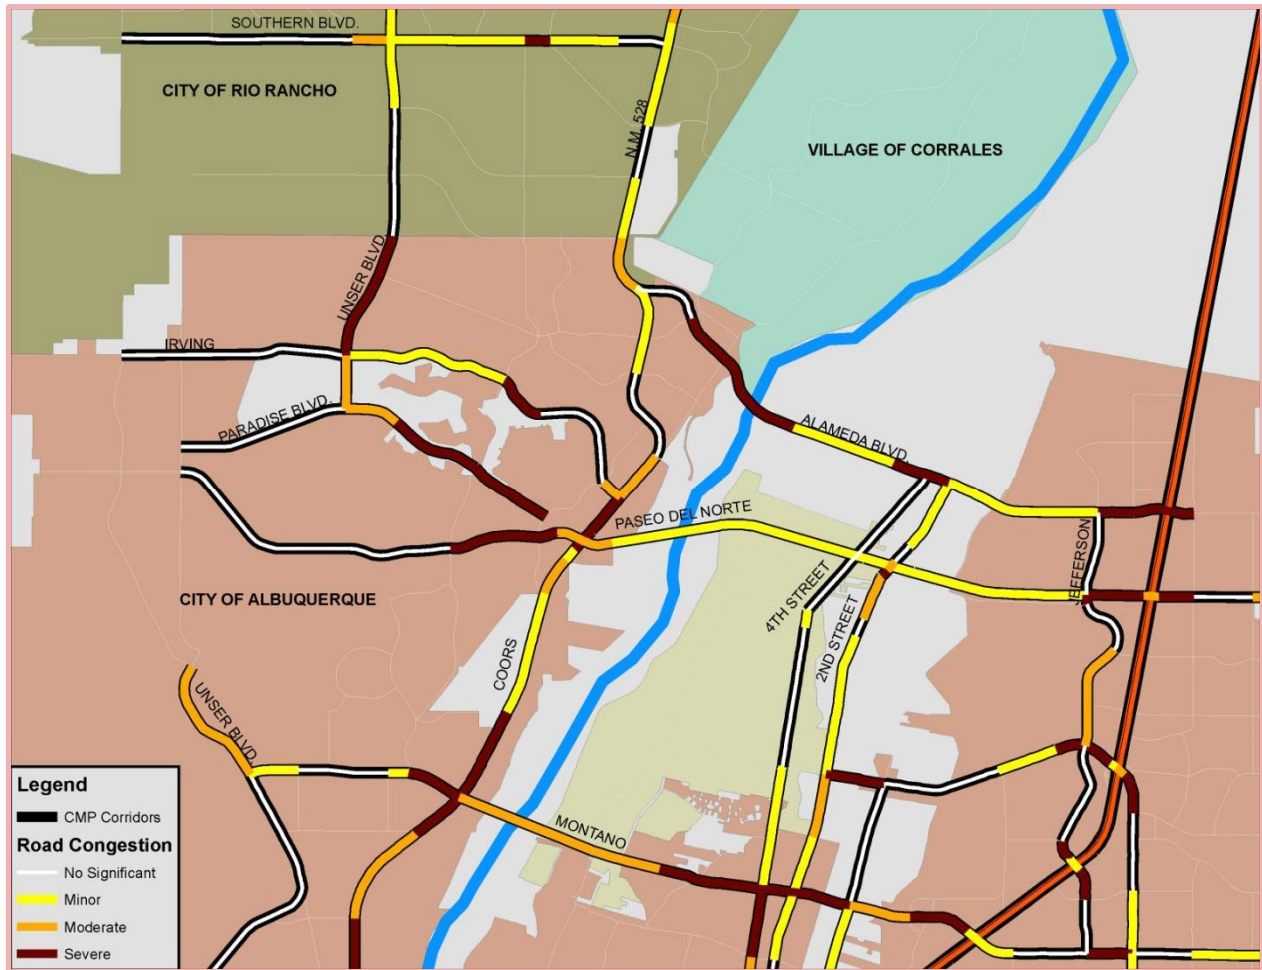 SOUTHERN BLVD.
CITY OF RIO RANCHO
N.M. 528
VILLAGE OF CORRALES
UNSER BLVD.
IRVING
PARADISE BLVD.
ALAMEDA BLVD.
PASEO DEL NORTE
JEFFERSON
4TH STREET
CITY OF ALBUQUERQUE
2ND STREET
COORS
UNSER BLVD.
MONTANO
Legend
CMP Corridors
Road Congestion
No Significant
Minor
Moderate
Severe